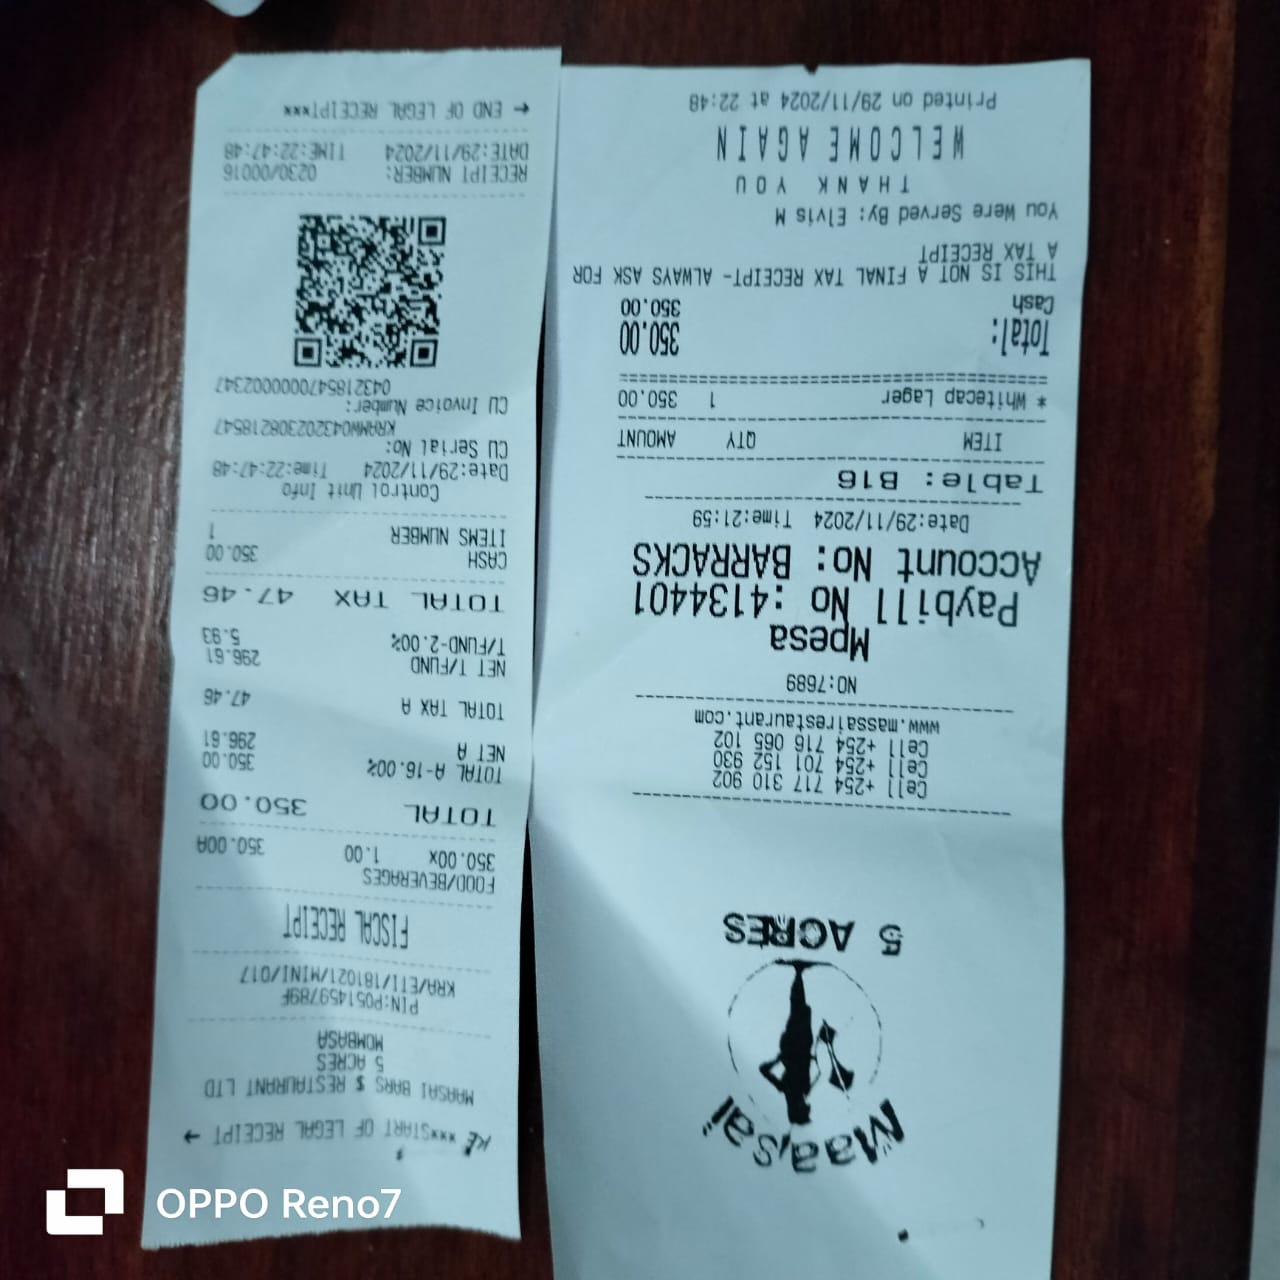 KE ***START OF LEGAL RECEIPT →
MAASAI BARS $ RESTAURANT LTD
5 ACRES
MOMBASA
PIN:P051459789F
KRA/ETI/181021/MINI/017
FISCAL RECEIPT
FOOD/BEVERAGES
350.00x 1.00 350.00A
TOTAL 350.00
TOTAL A-16.00% 350.00
NET A 296.61
TOTAL TAX A 47.46
NET T/FUND 296.61
T/FUND-2.00% 5.93
TOTAL TAX 47.46
CASH 350.00
ITEMS NUMBER 1
Control Unit Info
Date:29/11/2024 Time:22:47:48
CU Serial No:
KRAMW043202308218547
CU Invoice Number:
0432185470000002347
RECEIPT NUMBER: 0230/00016
DATE:29/11/2024 TIME:22:47:48
← END OF LEGAL RECEIPT***
Maasai
5 ACRES
Cell +254 717 310 902
Cell +254 701 152 930
Cell +254 716 065 102
www.massairestaurant.com
NO:7689
Mpesa
Paybill No :4134401
Account No: BARRACKS
Date:29/11/2024 Time:21:59
Table: B16
ITEM QTY AMOUNT
* Whitecap Lager 1 350.00
Total: 350.00
Cash 350.00
THIS IS NOT A FINAL TAX RECEIPT- ALWAYS ASK FOR
A TAX RECEIPT
You Were Served By: Elvis M
THANK YOU
WELCOME AGAIN
Printed on 29/11/2024 at 22:48
OPPO Reno7